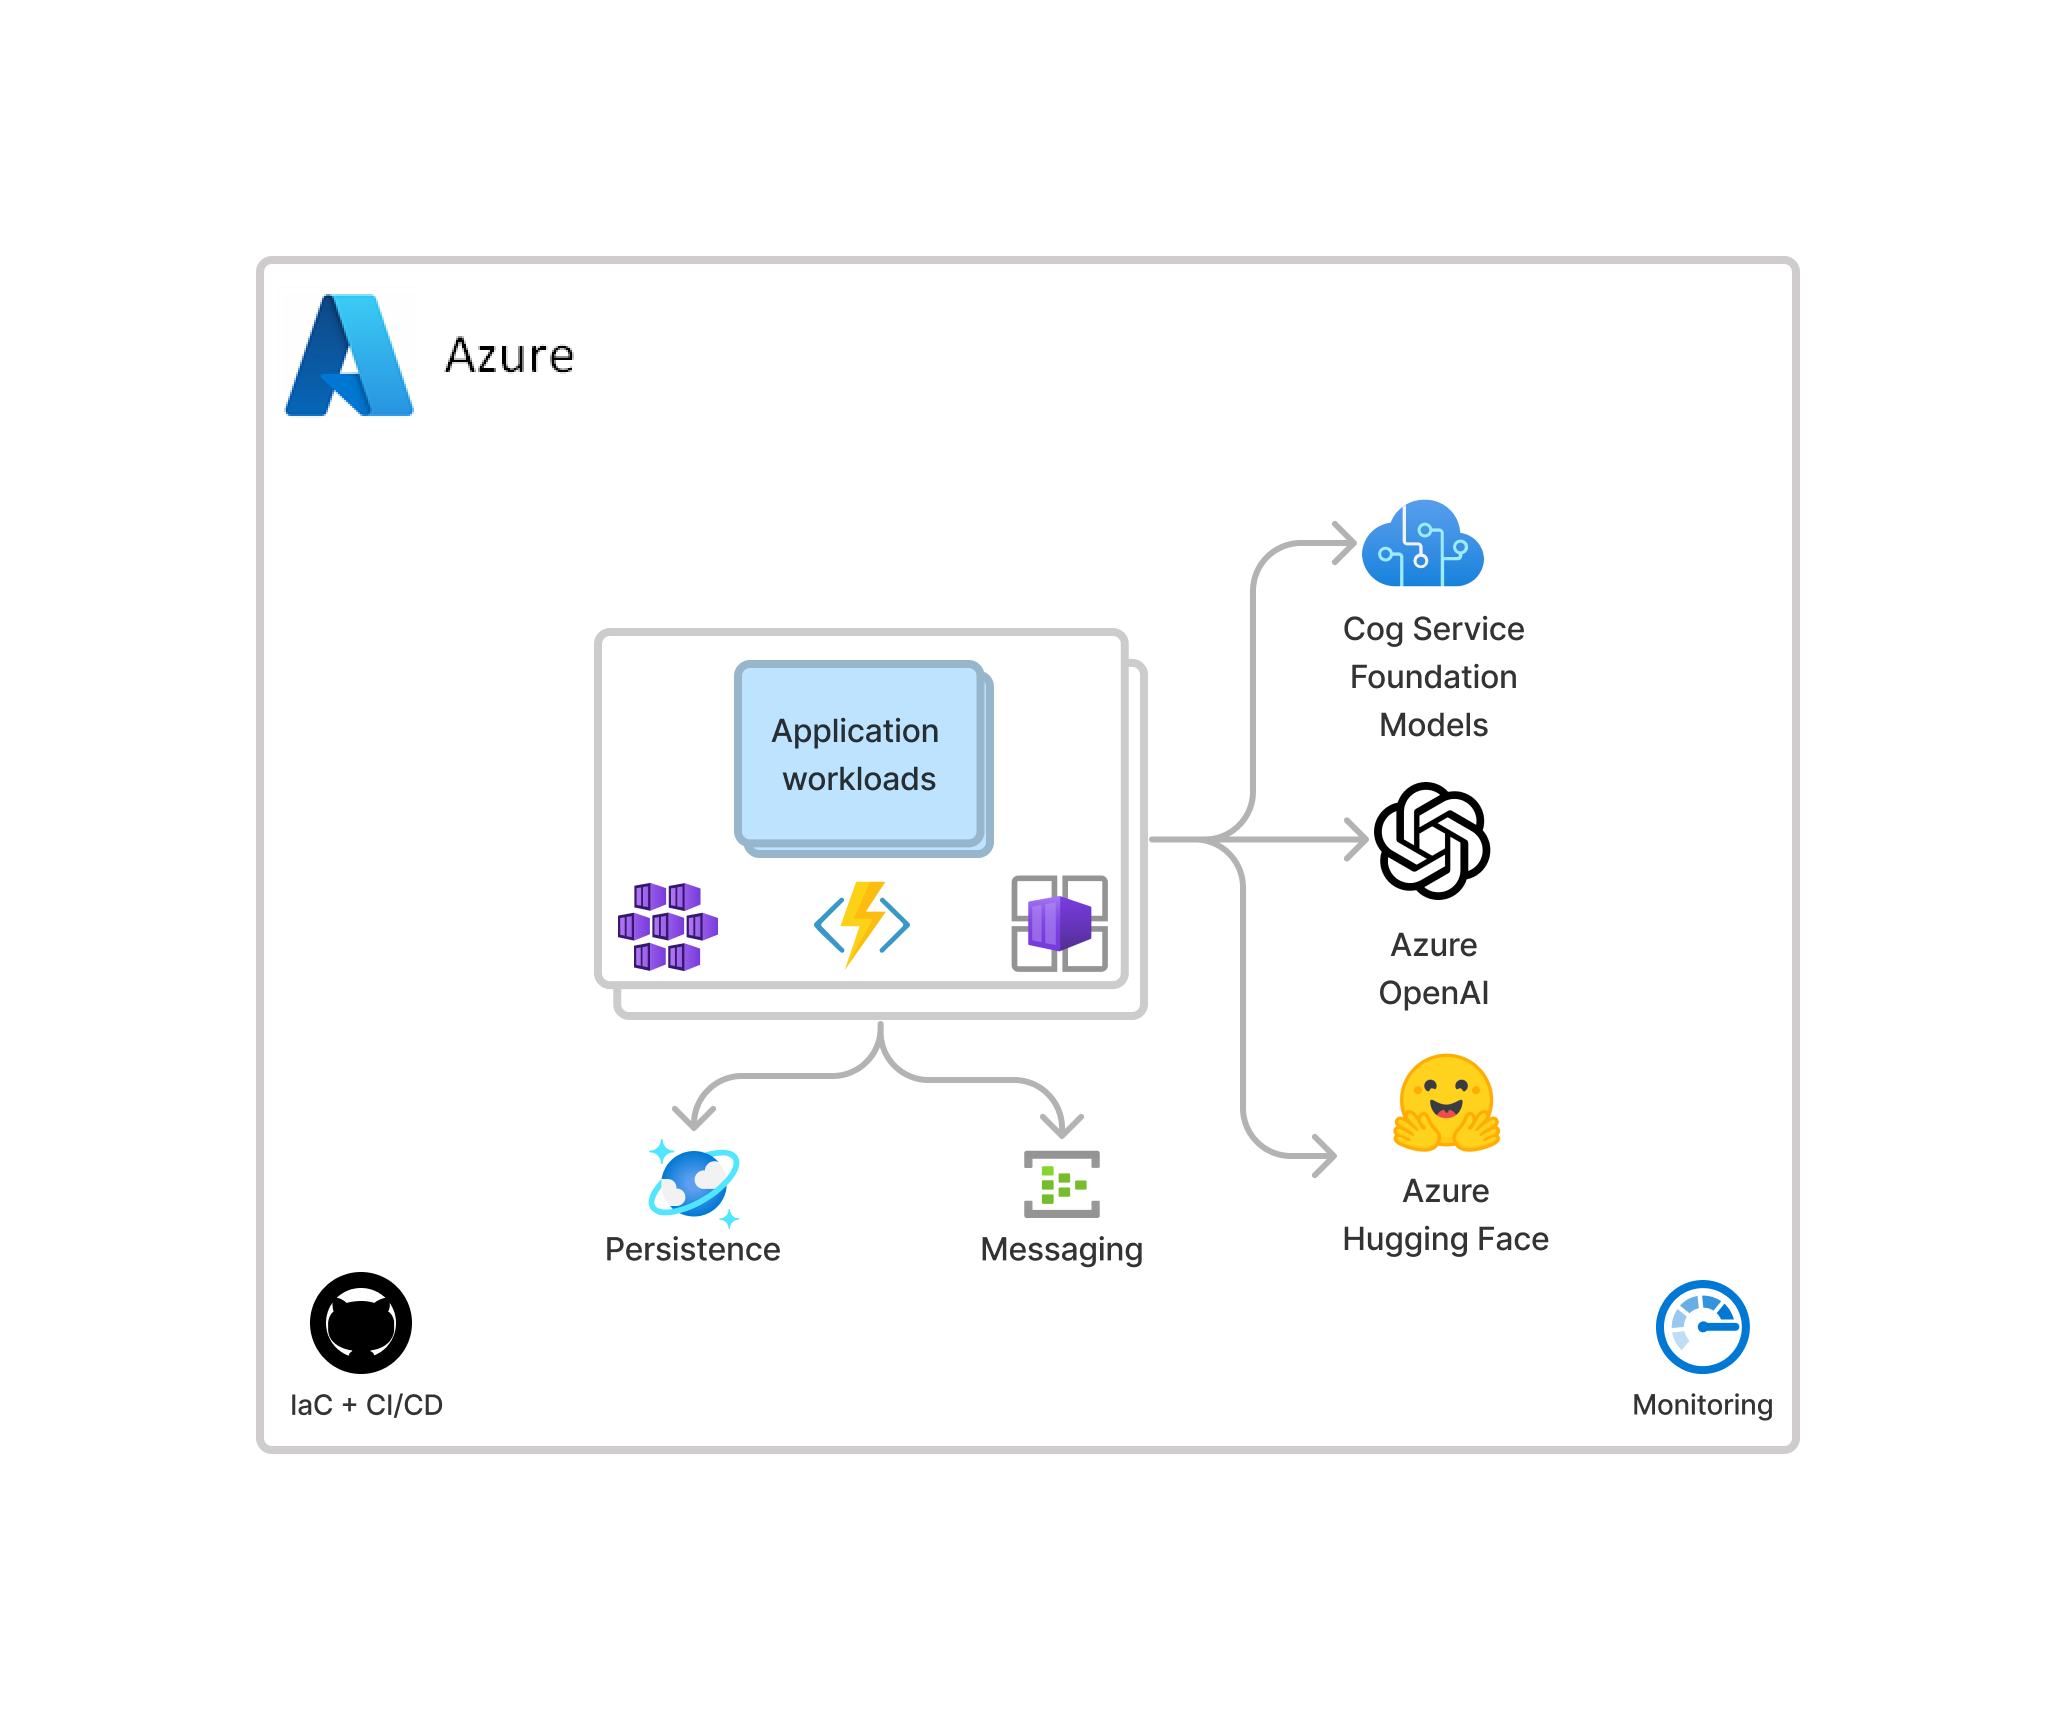 Azure
Application
workloads
Cog Service
Foundation
Models
Azure
OpenAI
Azure
Hugging Face
Persistence
Messaging
IaC + CI/CD
Monitoring